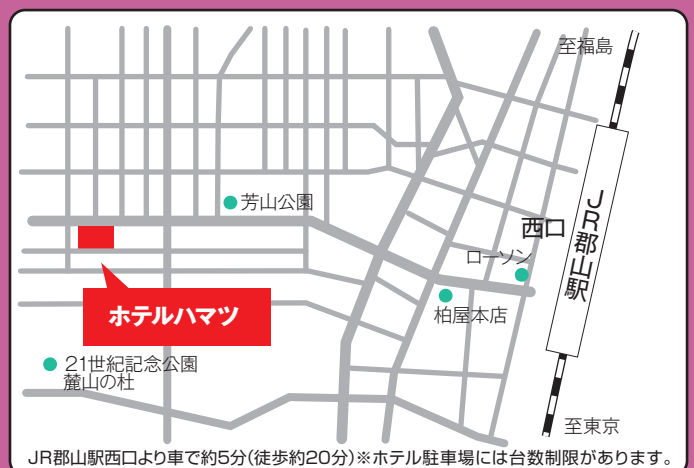 至福島
芳山公園
西口
JR郡山駅
ローソン
柏屋本店
ホテルハマツ
21世紀記念公園
麓山の杜
至東京
JR郡山駅西口より車で約5分(徒歩約20分)※ホテル駐車場には台数制限があります。